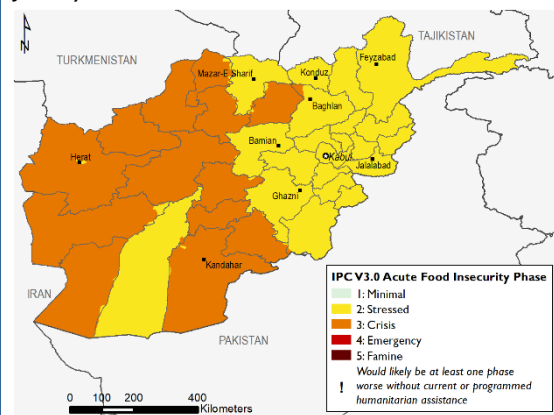 N
TURKMENISTAN
TAJIKISTAN
Mazar-E Sharif
Konduz
Feyzabad
Baghlan
Herat
Bamian
Kabul
Jalalabad
Ghazni
Kandahar
IRAN
PAKISTAN
IPC V3.0 Acute Food Insecurity Phase
1: Minimal
2: Stressed
3: Crisis
4: Emergency
5: Famine
Would likely be at least one phase
! worse without current or programmed
humanitarian assistance
0 100 200 400
Kilometers